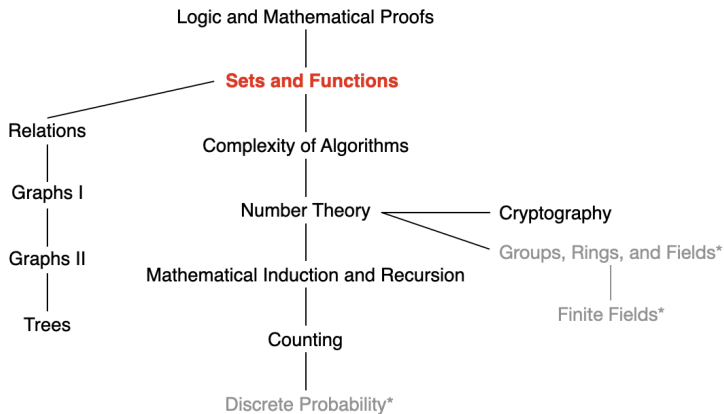 Logic and Mathematical Proofs
Sets and Functions
Relations
Complexity of Algorithms
Graphs I
Number Theory
Cryptography
Groups, Rings, and Fields*
Graphs II
Mathematical Induction and Recursion
Finite Fields*
Trees
Counting
Discrete Probability*